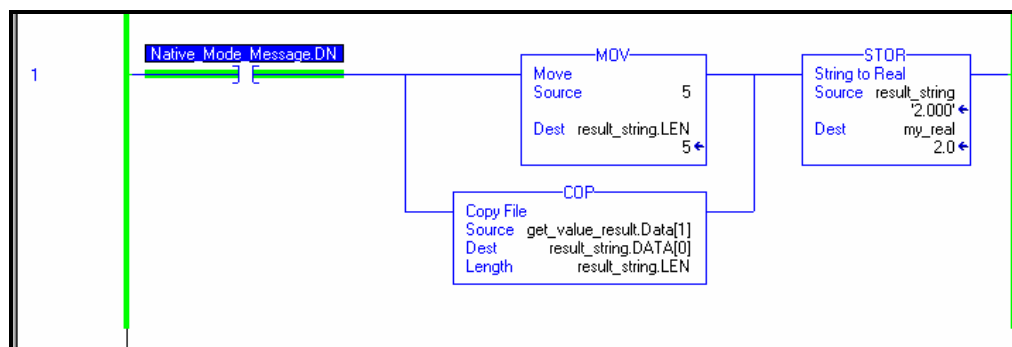 Native_Mode_Message.DN
1
MOV
Move
Source 5
Dest result_string.LEN
5
STOR
String to Real
Source result_string
'2.000'
Dest my_real
2.0
COP
Copy File
Source get_value_result.Data[1]
Dest result_string.DATA[0]
Length result_string.LEN